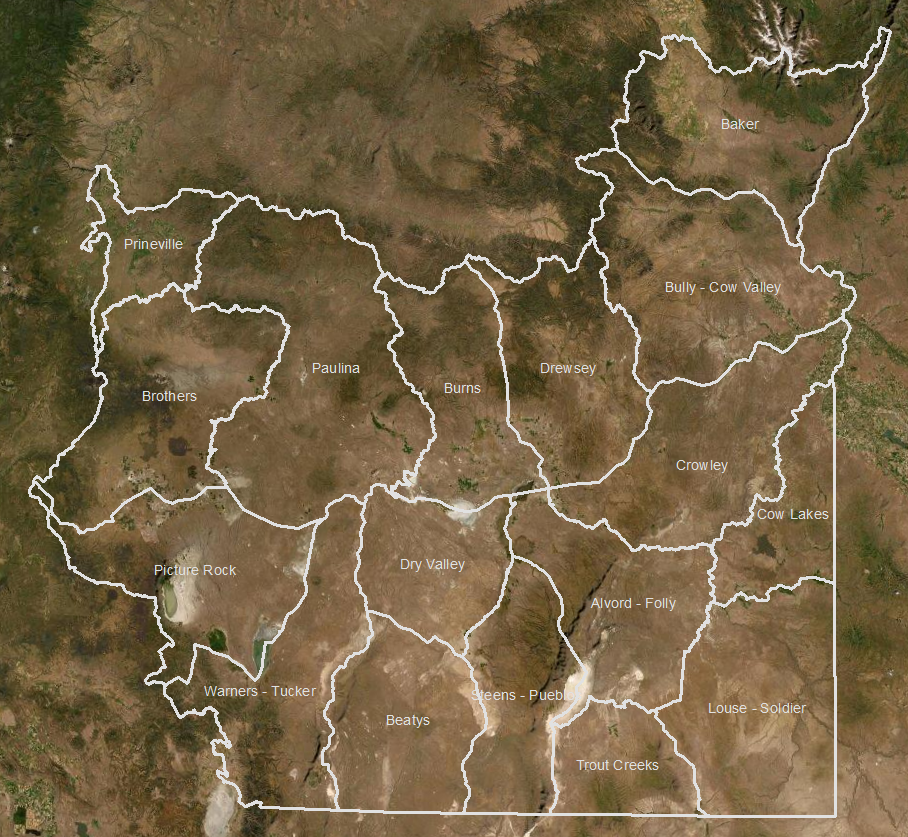 Baker
Prineville
Bully - Cow Valley
Paulina
Drewsey
Burns
Brothers
Crowley
Cow Lakes
Dry Valley
Picture Rock
Alvord - Folly
Warners - Tucker
Steens - Pueblo
Louse - Soldier
Beatys
Trout Creeks